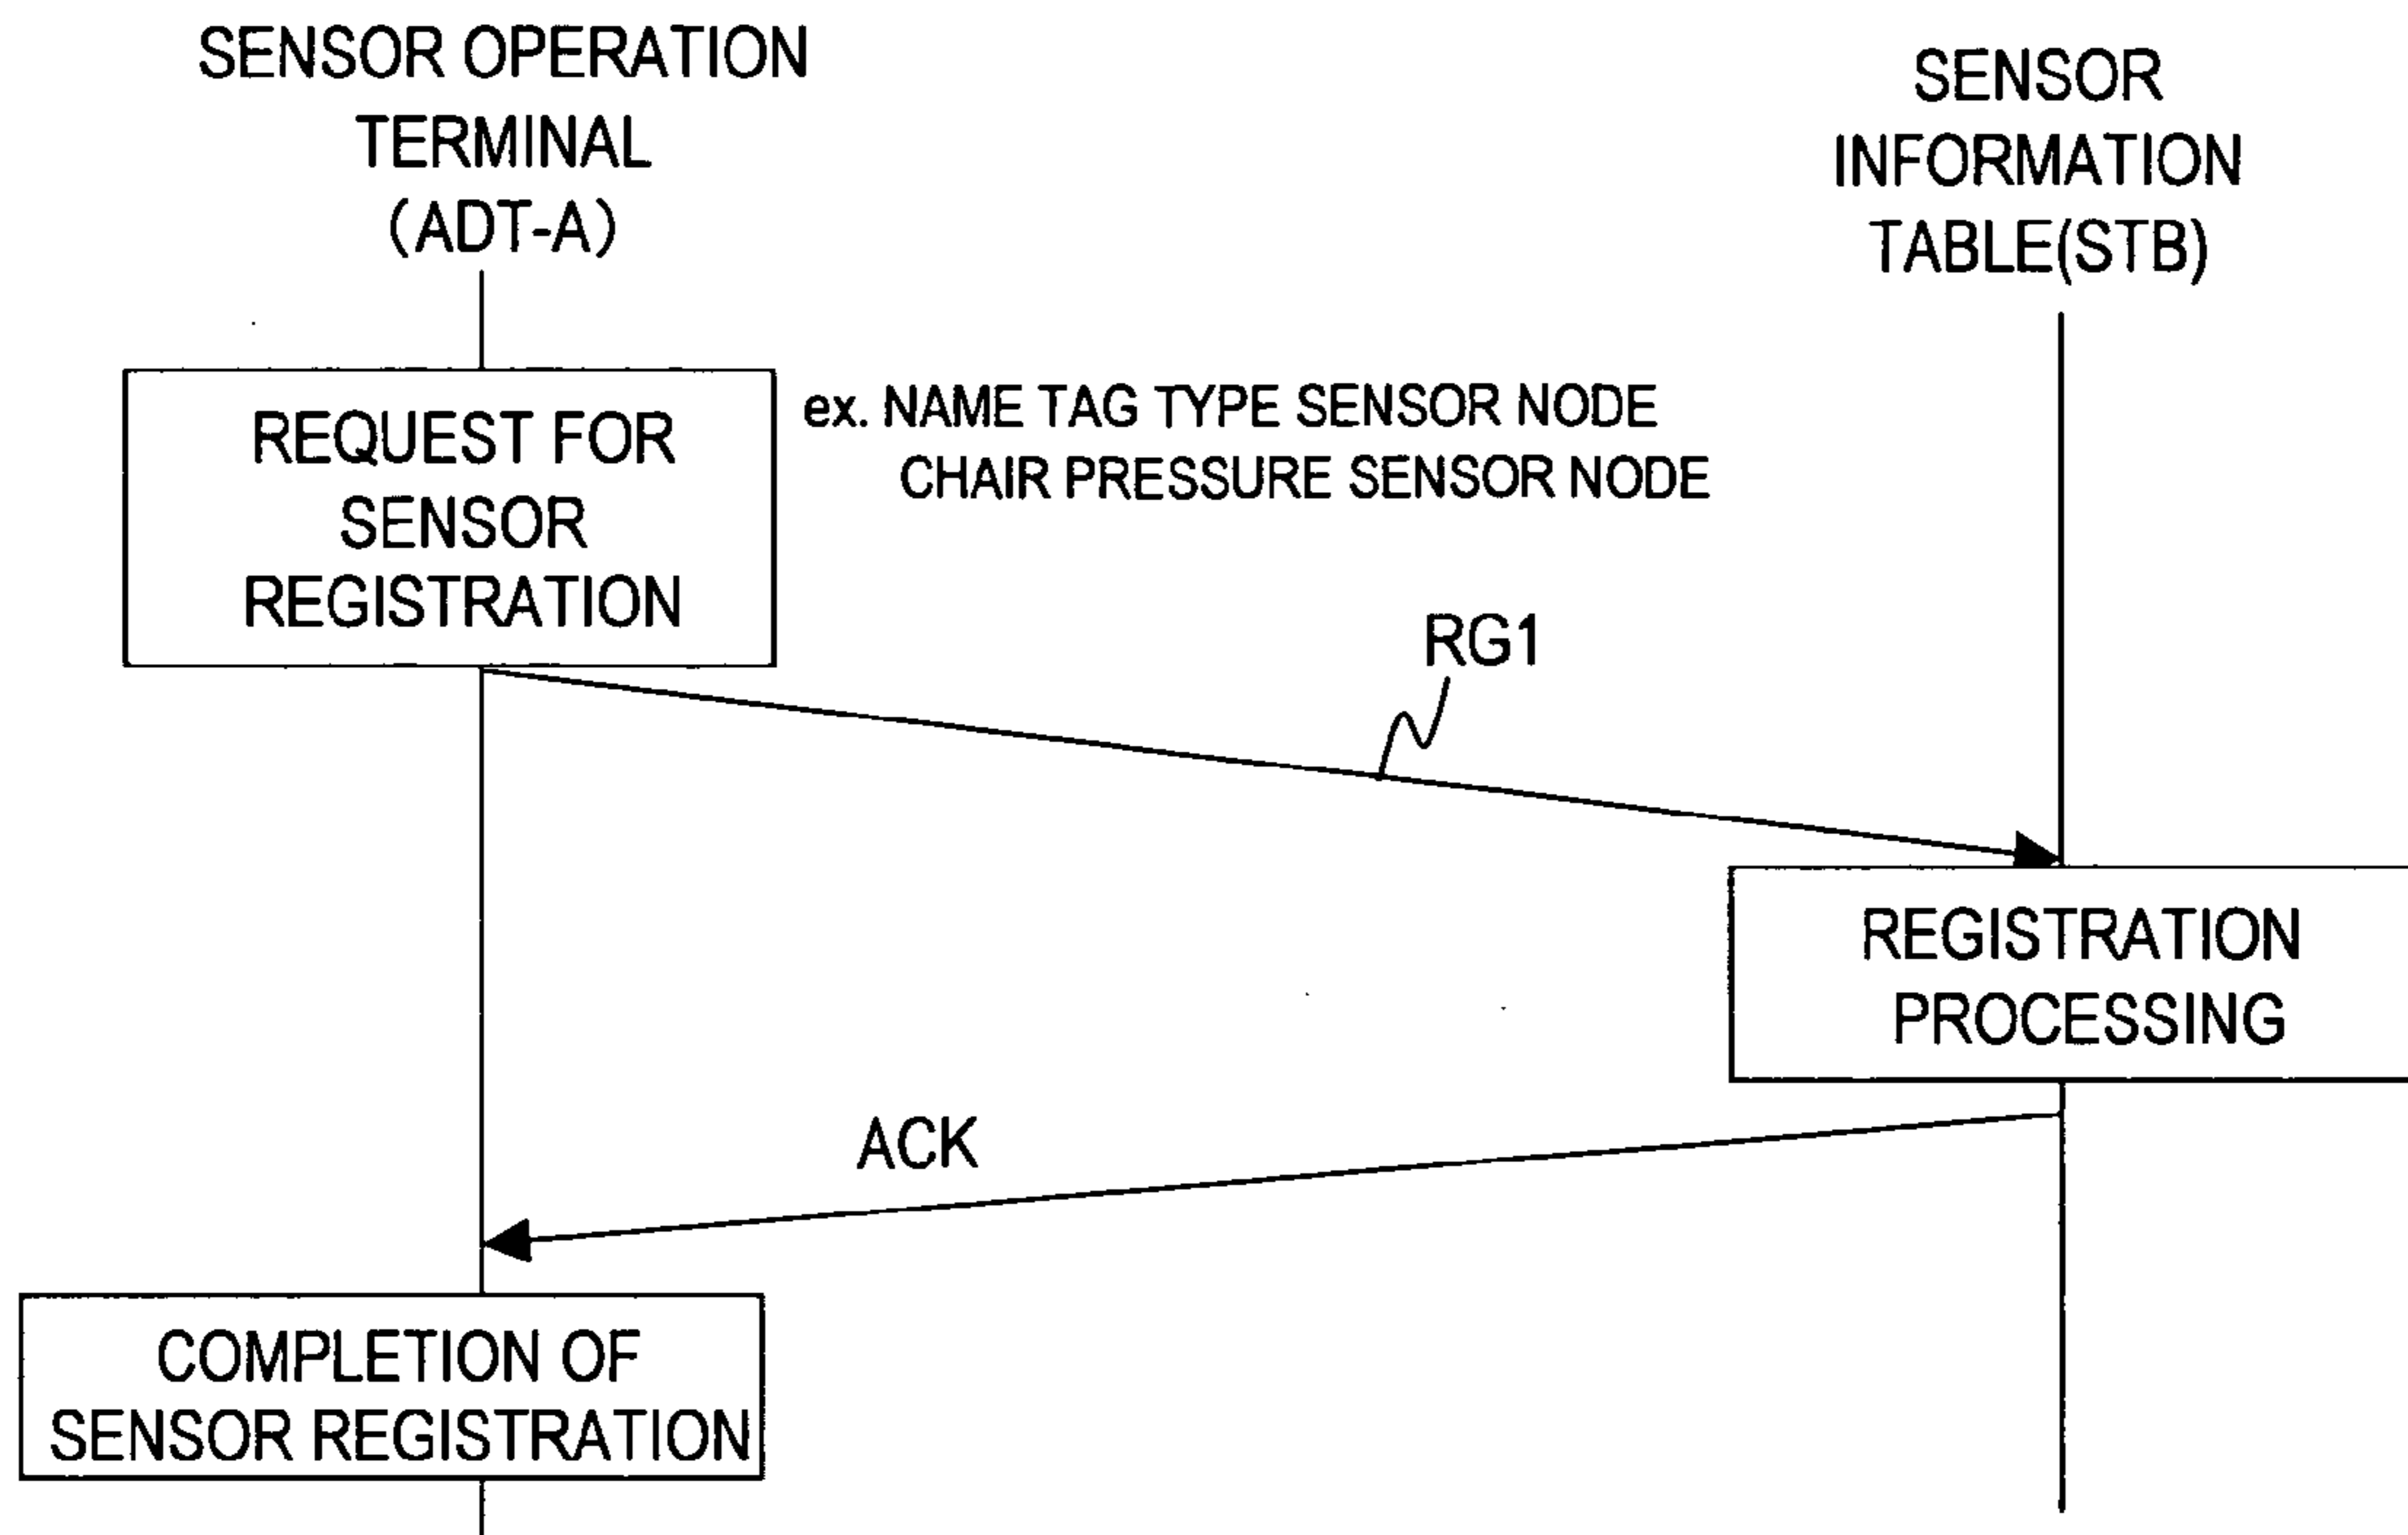 SENSOR OPERATION
TERMINAL
(ADT-A)
SENSOR
INFORMATION
TABLE(STB)
REQUEST FOR
SENSOR
REGISTRATION
ex. NAME TAG TYPE SENSOR NODE
CHAIR PRESSURE SENSOR NODE
RG1
REGISTRATION
PROCESSING
ACK
COMPLETION OF
SENSOR REGISTRATION